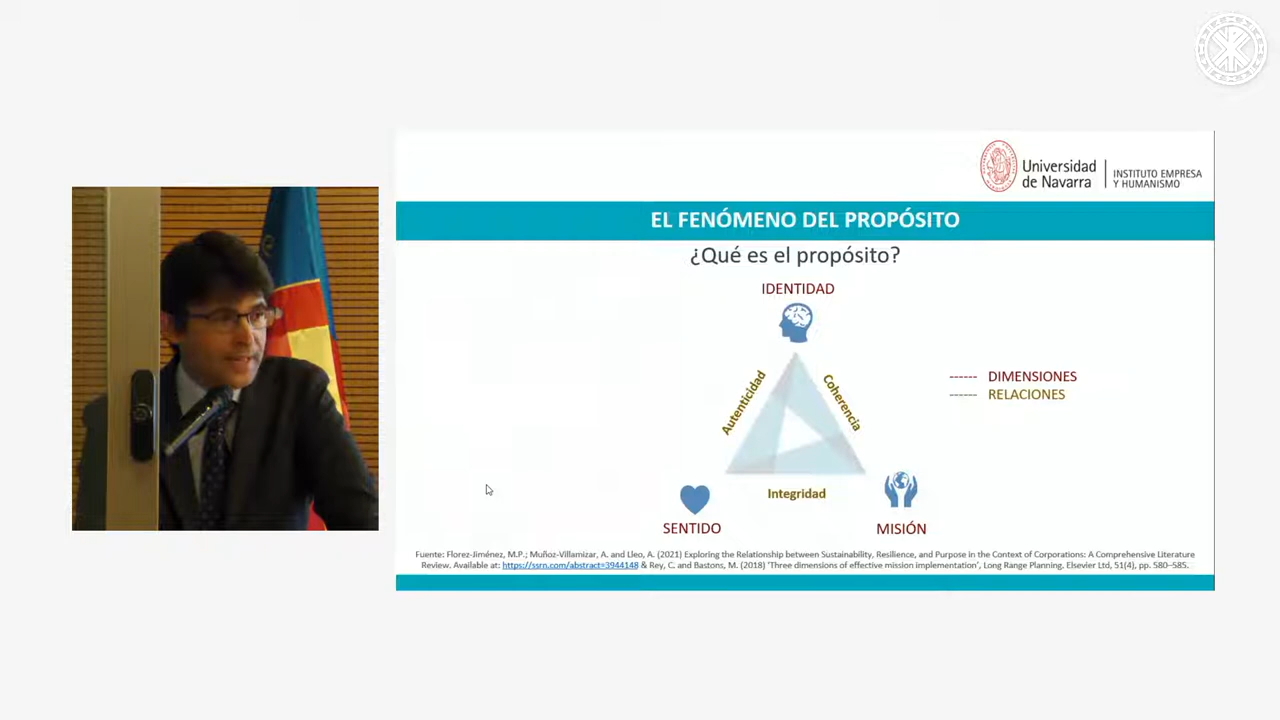 Universidad
de Navarra
INSTITUTO EMPRESA
Y HUMANISMO
EL FENÓMENO DEL PROPÓSITO
¿Qué es el propósito?
IDENTIDAD
Autenticidad
Coherencia
------ DIMENSIONES
------ RELACIONES
Integridad
SENTIDO
MISIÓN
Fuente: Florez-Jiménez, M.P.; Muñoz-Villamizar, A. and Lleo, A. (2021) Exploring the Relationship between Sustainability, Resilience, and Purpose in the Context of Corporations: A Comprehensive Literature
Review. Available at: https://ssrn.com/abstract=3944148 & Rey, C. and Bastons, M. (2018) 'Three dimensions of effective mission implementation', Long Range Planning. Elsevier Ltd, 51(4), pp. 580–585.